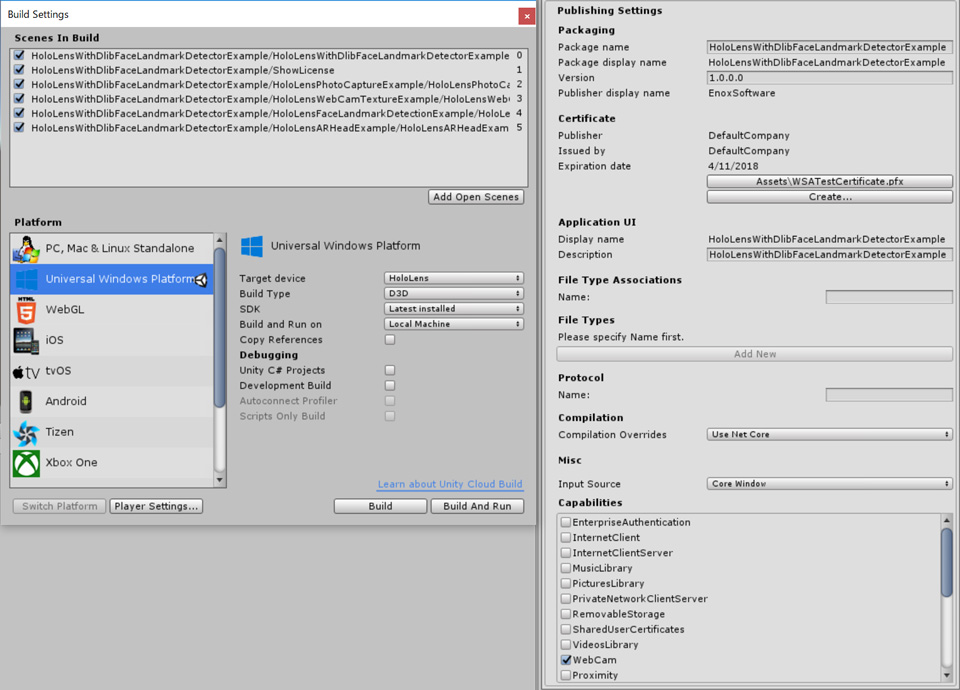 Build Settings
Scenes In Build
HoloLensWithDlibFaceLandmarkDetectorExample/HoloLensWithDlibFaceLandmarkDetectorExample 0
HoloLensWithDlibFaceLandmarkDetectorExample/ShowLicense 1
HoloLensWithDlibFaceLandmarkDetectorExample/HoloLensPhotoCaptureExample/HoloLensPhotoCa 2
HoloLensWithDlibFaceLandmarkDetectorExample/HoloLensWebCamTextureExample/HoloLensWeb 3
HoloLensWithDlibFaceLandmarkDetectorExample/HoloLensFaceLandmarkDetectionExample/HoloLe 4
HoloLensWithDlibFaceLandmarkDetectorExample/HoloLensARHeadExample/HoloLensARHeadExam 5
Add Open Scenes
Platform
PC, Mac & Linux Standalone
Universal Windows Platform
HTML
WebGL
iOS
tv
tvOS
Android
Tizen
Xbox One
Universal Windows Platform
Target device HoloLens
Build Type D3D
SDK Latest installed
Build and Run on Local Machine
Copy References
Debugging
Unity C# Projects
Development Build
Autoconnect Profiler
Scripts Only Build
Learn about Unity Cloud Build
Switch Platform Player Settings... Build Build And Run
Publishing Settings
Packaging
Package name HoloLensWithDlibFaceLandmarkDetectorExample
Package display name HoloLensWithDlibFaceLandmarkDetectorExample
Version 1.0.0.0
Publisher display name EnoxSoftware
Certificate
Publisher DefaultCompany
Issued by DefaultCompany
Expiration date 4/11/2018
Assets\WSATestCertificate.pfx
Create...
Application UI
Display name HoloLensWithDlibFaceLandmarkDetectorExample
Description HoloLensWithDlibFaceLandmarkDetectorExample
File Type Associations
Name:
File Types
Please specify Name first.
Add New
Protocol
Name:
Compilation
Compilation Overrides Use Net Core
Misc
Input Source Core Window
Capabilities
EnterpriseAuthentication
InternetClient
InternetClientServer
MusicLibrary
PicturesLibrary
PrivateNetworkClientServer
RemovableStorage
SharedUserCertificates
VideosLibrary
WebCam
Proximity